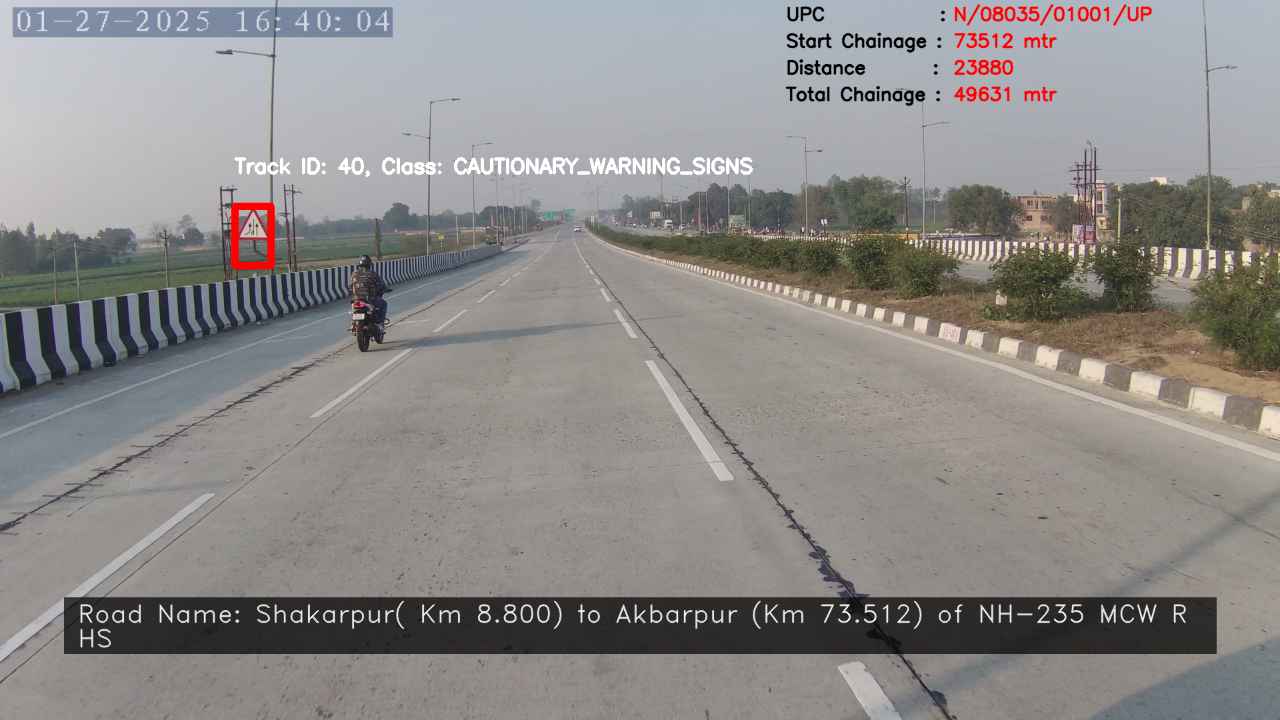 01-27-2025 16:40:04
UPC : N/08035/01001/UP
Start Chainage : 73512 mtr
Distance : 23880
Total Chainage : 49631 mtr
Track ID: 40, Class: CAUTIONARY_WARNING_SIGNS
Road Name: Shakarpur( Km 8.800) to Akbarpur (Km 73.512) of NH-235 MCW R
HS